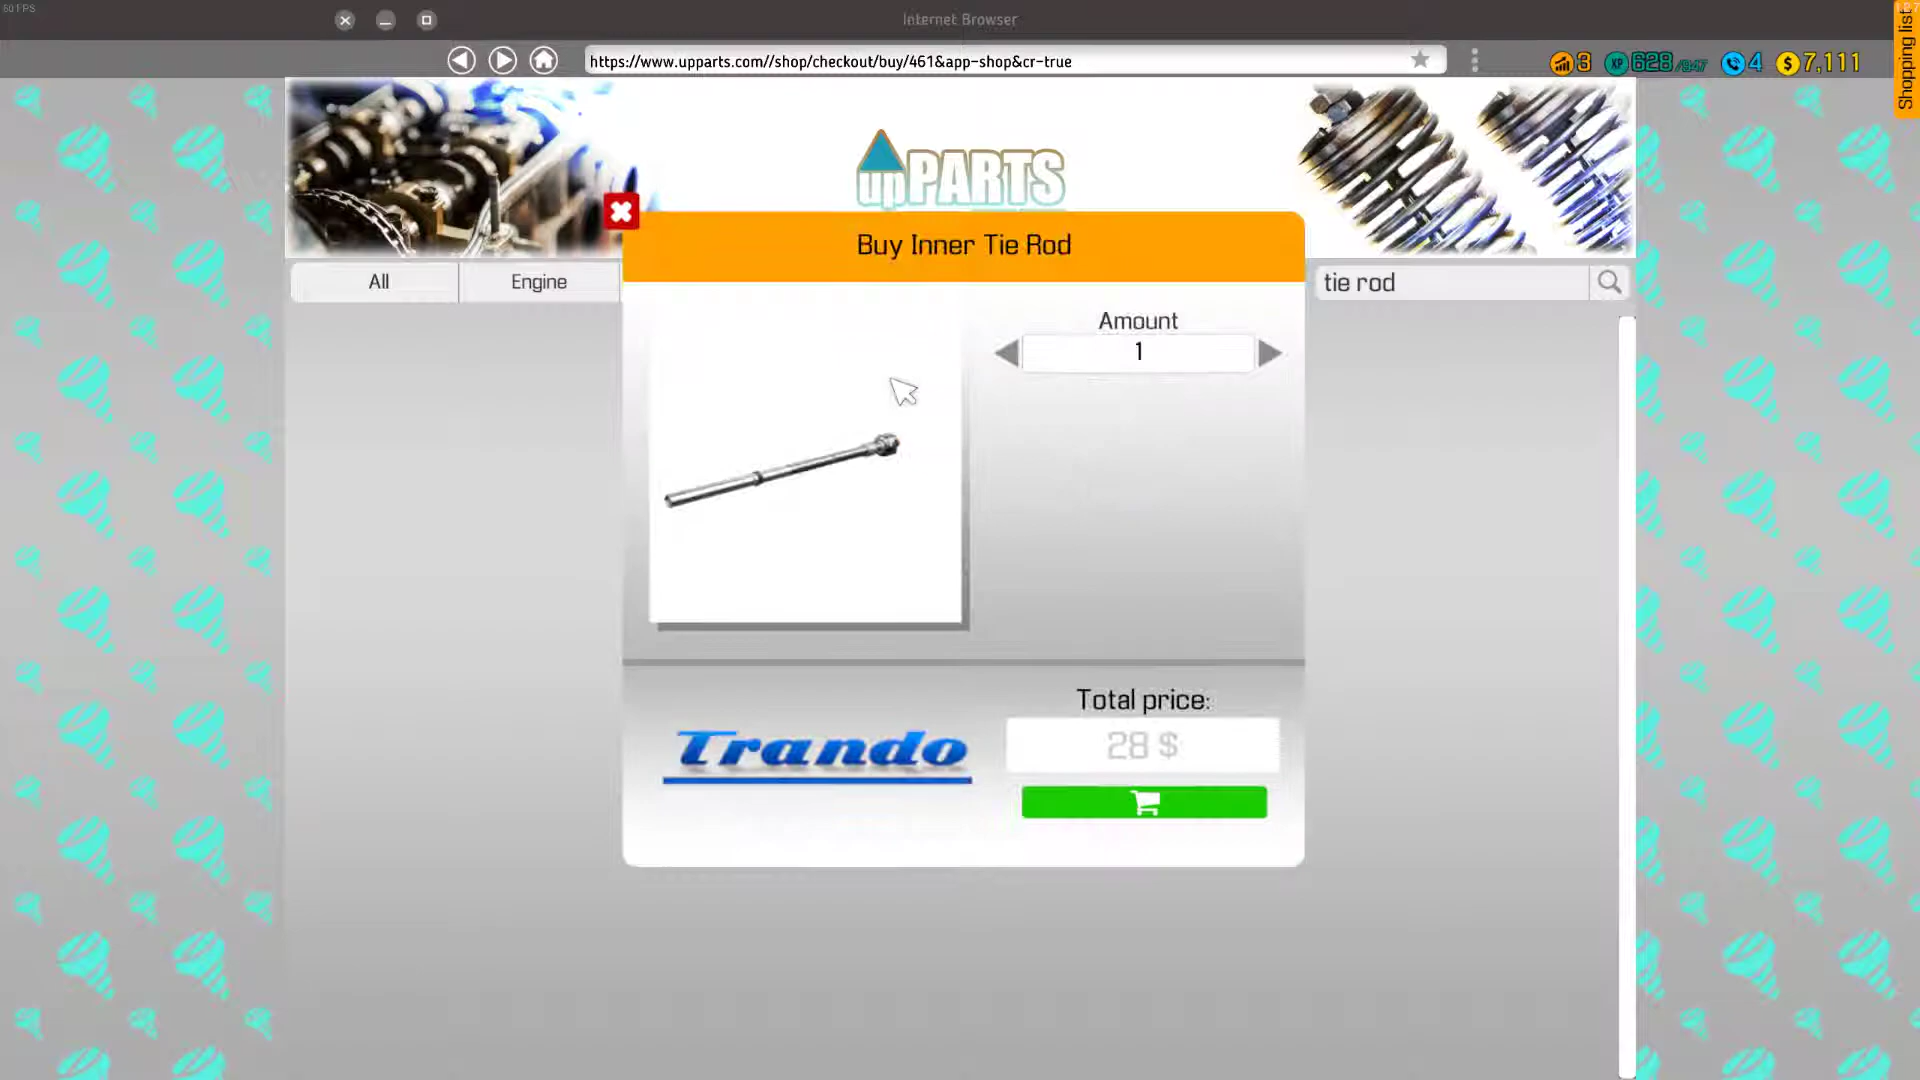 60 FPS
Internet Browser
https://www.upparts.com//shop/checkout/buy/461&app-shop&cr-true
3
XP 628/947
4
$ 7,111
Shopping list
upPARTS
Buy Inner Tie Rod
All
Engine
tie rod
Amount
1
Total price:
Trando
28 $